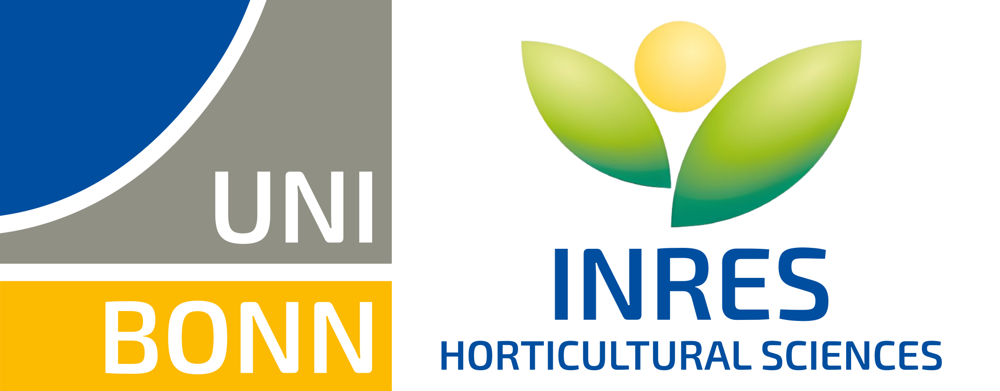 UNI
BONN
INRES
HORTICULTURAL SCIENCES